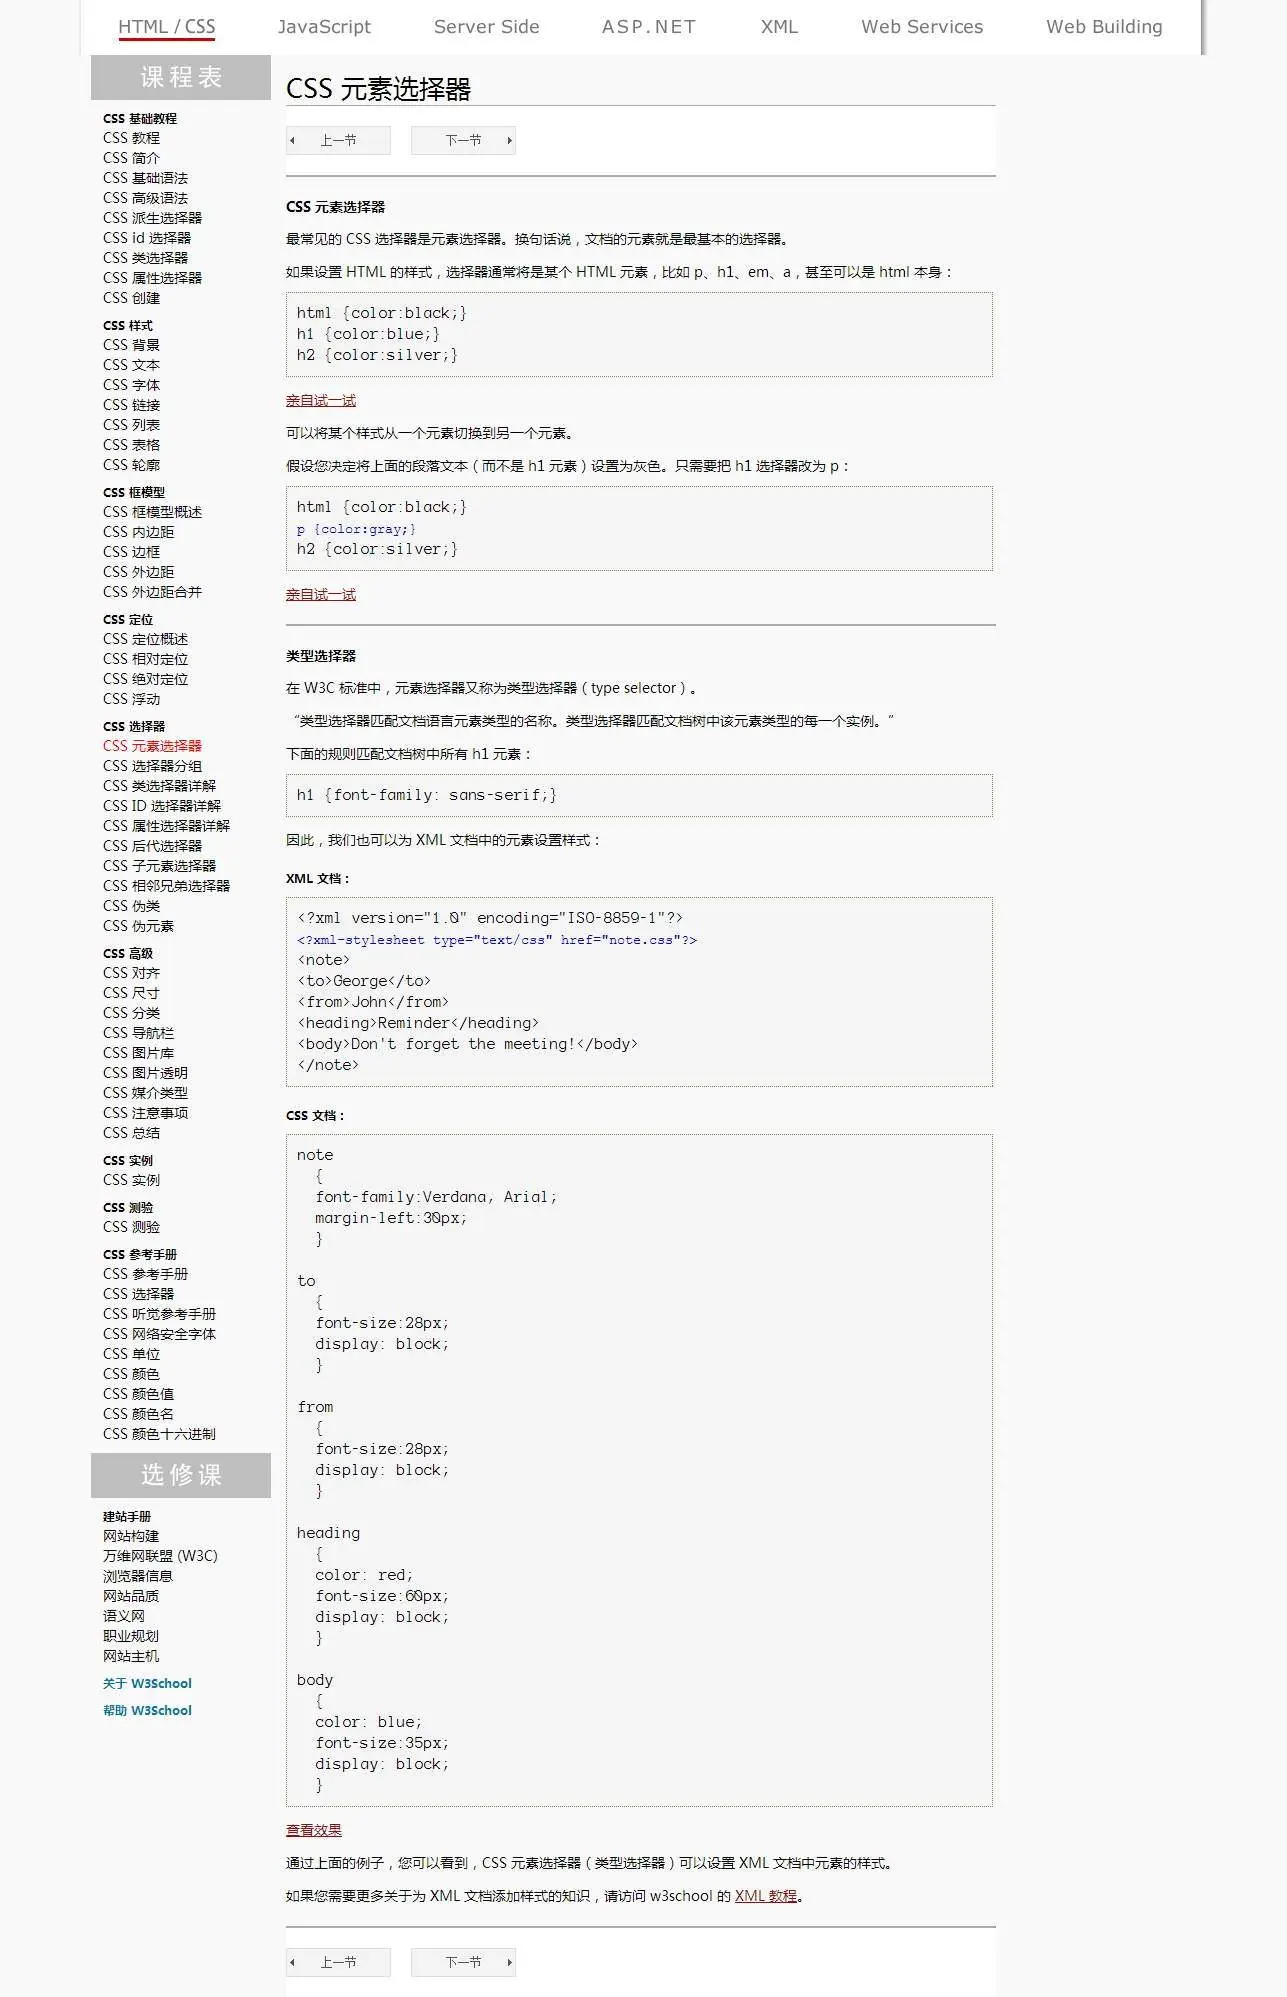 HTML / CSS JavaScript Server Side ASP.NET XML Web Services Web Building
课程表
CSS 基础教程
CSS 教程
CSS 简介
CSS 基础语法
CSS 高级语法
CSS 派生选择器
CSS id 选择器
CSS 类选择器
CSS 属性选择器
CSS 创建
CSS 样式
CSS 背景
CSS 文本
CSS 字体
CSS 链接
CSS 列表
CSS 表格
CSS 轮廓
CSS 框模型
CSS 框模型概述
CSS 内边距
CSS 边框
CSS 外边距
CSS 外边距合并
CSS 定位
CSS 定位概述
CSS 相对定位
CSS 绝对定位
CSS 浮动
CSS 选择器
CSS 元素选择器
CSS 选择器分组
CSS 类选择器详解
CSS ID 选择器详解
CSS 属性选择器详解
CSS 后代选择器
CSS 子元素选择器
CSS 相邻兄弟选择器
CSS 伪类
CSS 伪元素
CSS 高级
CSS 对齐
CSS 尺寸
CSS 分类
CSS 导航栏
CSS 图片库
CSS 图片透明
CSS 媒介类型
CSS 注意事项
CSS 总结
CSS 实例
CSS 实例
CSS 测验
CSS 测验
CSS 参考手册
CSS 参考手册
CSS 选择器
CSS 听觉参考手册
CSS 网络安全字体
CSS 单位
CSS 颜色
CSS 颜色值
CSS 颜色名
CSS 颜色十六进制
选修课
建站手册
网站构建
万维网联盟 (W3C)
浏览器信息
网站品质
语义网
职业规划
网站主机
关于 W3School
帮助 W3School
CSS 元素选择器
上一节 下一节
CSS 元素选择器
最常见的 CSS 选择器是元素选择器。换句话说，文档的元素就是最基本的选择器。
如果设置 HTML 的样式，选择器通常将是某个 HTML 元素，比如 p、h1、em、a，甚至可以是 html 本身：
html {color:black;}
h1 {color:blue;}
h2 {color:silver;}
亲自试一试
可以将某个样式从一个元素切换到另一个元素。
假设您决定将上面的段落文本（而不是 h1 元素）设置为灰色。只需要把 h1 选择器改为 p：
html {color:black;}
p {color:gray;}
h2 {color:silver;}
亲自试一试
类型选择器
在 W3C 标准中，元素选择器又称为类型选择器（type selector）。
“类型选择器匹配文档语言元素类型的名称。类型选择器匹配文档树中该元素类型的每一个实例。”
下面的规则匹配文档树中所有 h1 元素：
h1 {font-family: sans-serif;}
因此，我们也可以为 XML 文档中的元素设置样式：
XML 文档：
<?xml version="1.0" encoding="ISO-8859-1"?>
<?xml-stylesheet type="text/css" href="note.css"?>
<note>
<to>George</to>
<from>John</from>
<heading>Reminder</heading>
<body>Don't forget the meeting!</body>
</note>
CSS 文档：
note
{
font-family:Verdana, Arial;
margin-left:30px;
}
to
{
font-size:28px;
display: block;
}
from
{
font-size:28px;
display: block;
}
heading
{
color: red;
font-size:60px;
display: block;
}
body
{
color: blue;
font-size:35px;
display: block;
}
查看效果
通过上面的例子，您可以看到，CSS 元素选择器（类型选择器）可以设置 XML 文档中元素的样式。
如果您需要更多关于为 XML 文档添加样式的知识，请访问 w3school 的 XML 教程。
上一节 下一节